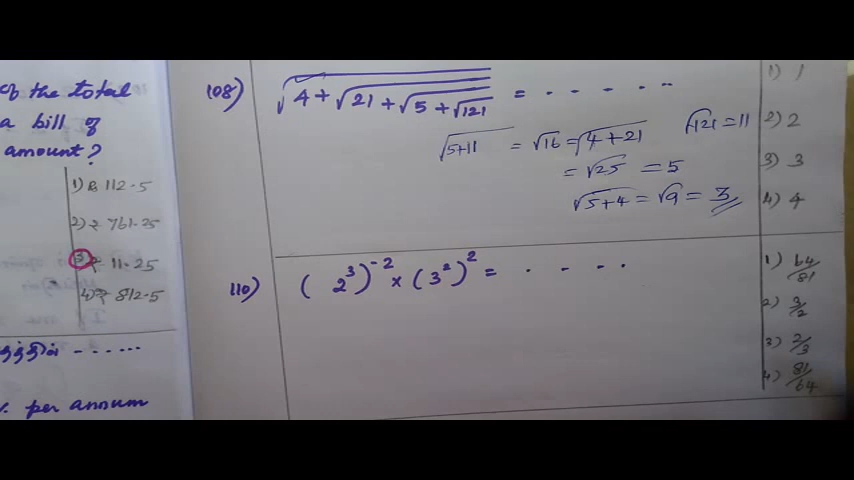 of the total
a bill of
amount?
1) ₨ 112-5
2) ₹ 761-25
3) ₹ 11-25
4) ₹ 812-5
......
per annum
108) √4+√21+√5+√121 = - - - - - -
√5+11 = √16 = √4+21 √121 = 11
= √25 = 5
√5+4 = √9 = 3
1) 1
2) 2
3) 3
4) 4
110) (2³)⁻² × (3²)² = - - - - -
1) 64/81
2) 3/2
3) 2/3
4) 81/64